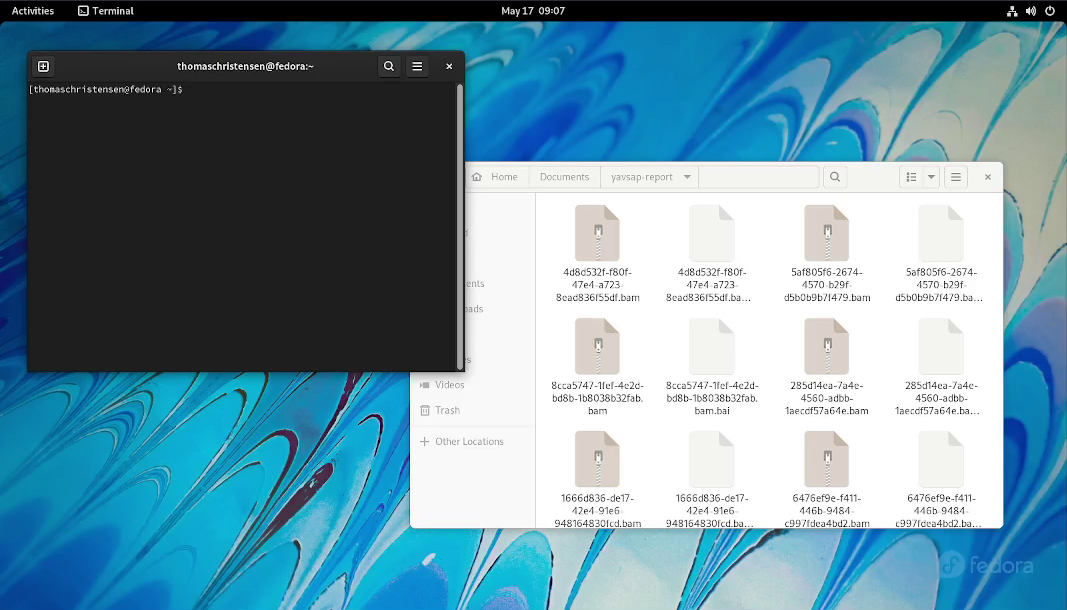 Activities
Terminal
May 17 09:07
thomaschristensen@fedora:~
[thomaschristensen@fedora ~]$
Home
Documents
yavsap-report
4d8d532f-f80f-
47e4-a723-
8ead836f55df.bam
4d8d532f-f80f-
47e4-a723-
8ead836f55df.ba...
5af805f6-2674-
4570-b29f-
d5b0b9b7f479.bam
5af805f6-2674-
4570-b29f-
d5b0b9b7f479.ba...
ents
ads
8cca5747-1fef-4e2d-
bd8b-1b8038b32fab.
bam
8cca5747-1fef-4e2d-
bd8b-1b8038b32fab.
bam.bai
285d14ea-7a4e-
4560-adbb-
1aecdf57a64e.bam
285d14ea-7a4e-
4560-adbb-
1aecdf57a64e.ba...
Videos
Trash
Other Locations
1666d836-de17-
42e4-91e6-
948164830fcd.bam
1666d836-de17-
42e4-91e6-
948164830fcd.ba...
6476ef9e-f411-
446b-9484-
c997fdea4bd2.bam
6476ef9e-f411-
446b-9484-
c997fdea4bd2.ba...
fedora